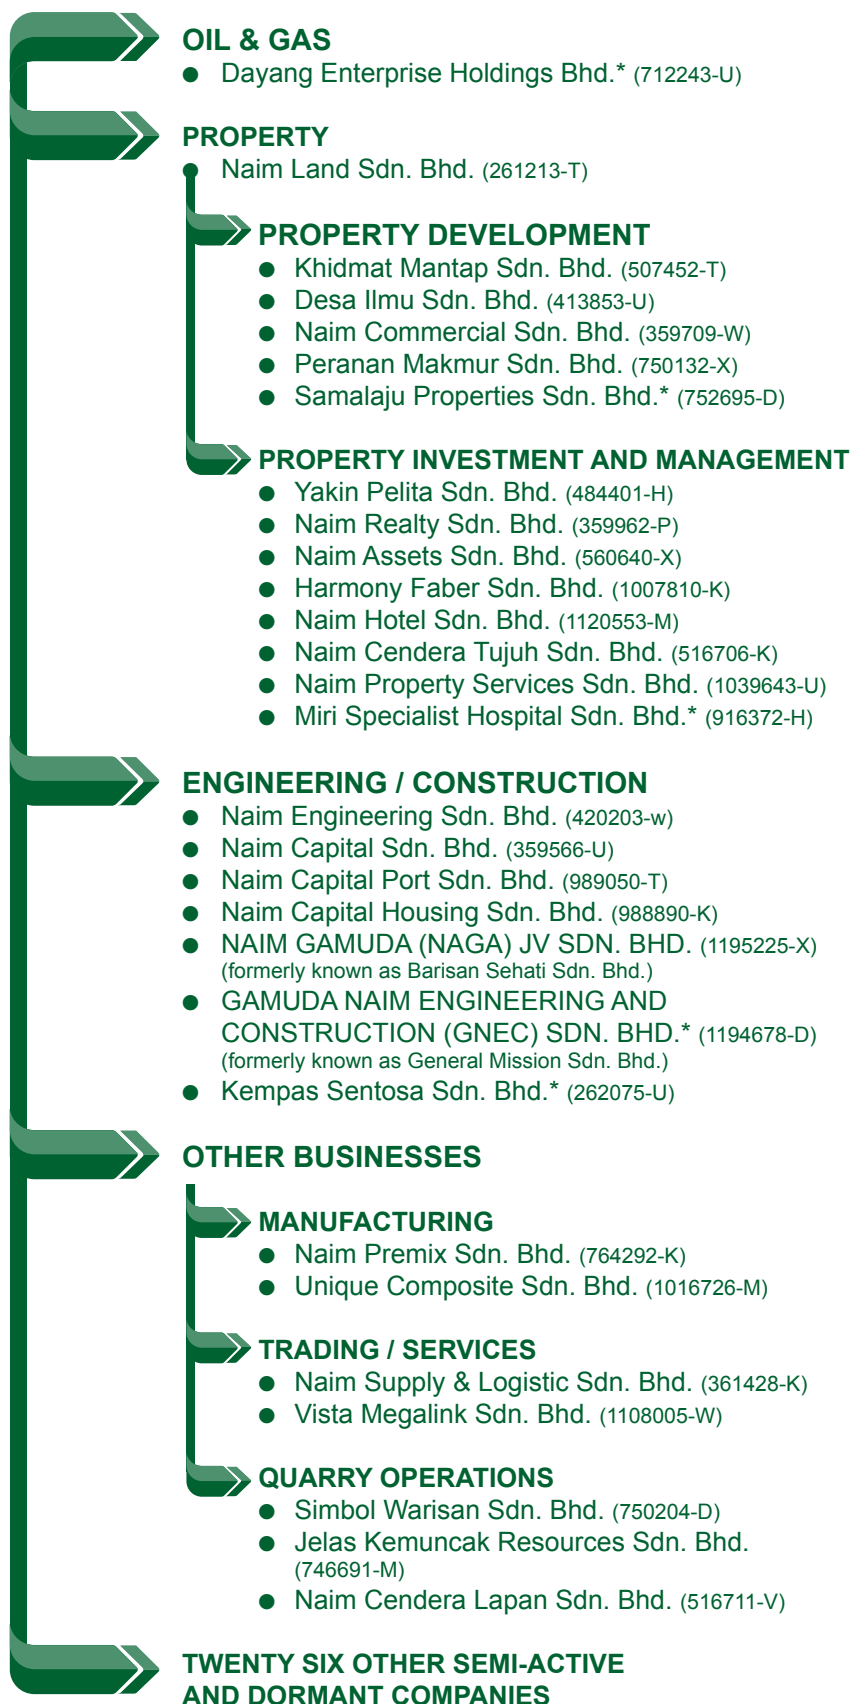 OIL & GAS
● Dayang Enterprise Holdings Bhd.* (712243-U)
PROPERTY
● Naim Land Sdn. Bhd. (261213-T)
PROPERTY DEVELOPMENT
● Khidmat Mantap Sdn. Bhd. (507452-T)
● Desa Ilmu Sdn. Bhd. (413853-U)
● Naim Commercial Sdn. Bhd. (359709-W)
● Peranan Makmur Sdn. Bhd. (750132-X)
● Samalaju Properties Sdn. Bhd.* (752695-D)
PROPERTY INVESTMENT AND MANAGEMENT
● Yakin Pelita Sdn. Bhd. (484401-H)
● Naim Realty Sdn. Bhd. (359962-P)
● Naim Assets Sdn. Bhd. (560640-X)
● Harmony Faber Sdn. Bhd. (1007810-K)
● Naim Hotel Sdn. Bhd. (1120553-M)
● Naim Cendera Tujuh Sdn. Bhd. (516706-K)
● Naim Property Services Sdn. Bhd. (1039643-U)
● Miri Specialist Hospital Sdn. Bhd.* (916372-H)
ENGINEERING / CONSTRUCTION
● Naim Engineering Sdn. Bhd. (420203-w)
● Naim Capital Sdn. Bhd. (359566-U)
● Naim Capital Port Sdn. Bhd. (989050-T)
● Naim Capital Housing Sdn. Bhd. (988890-K)
● NAIM GAMUDA (NAGA) JV SDN. BHD. (1195225-X)
(formerly known as Barisan Sehati Sdn. Bhd.)
● GAMUDA NAIM ENGINEERING AND
CONSTRUCTION (GNEC) SDN. BHD.* (1194678-D)
(formerly known as General Mission Sdn. Bhd.)
● Kempas Sentosa Sdn. Bhd.* (262075-U)
OTHER BUSINESSES
MANUFACTURING
● Naim Premix Sdn. Bhd. (764292-K)
● Unique Composite Sdn. Bhd. (1016726-M)
TRADING / SERVICES
● Naim Supply & Logistic Sdn. Bhd. (361428-K)
● Vista Megalink Sdn. Bhd. (1108005-W)
QUARRY OPERATIONS
● Simbol Warisan Sdn. Bhd. (750204-D)
● Jelas Kemuncak Resources Sdn. Bhd.
(746691-M)
● Naim Cendera Lapan Sdn. Bhd. (516711-V)
TWENTY SIX OTHER SEMI-ACTIVE
AND DORMANT COMPANIES